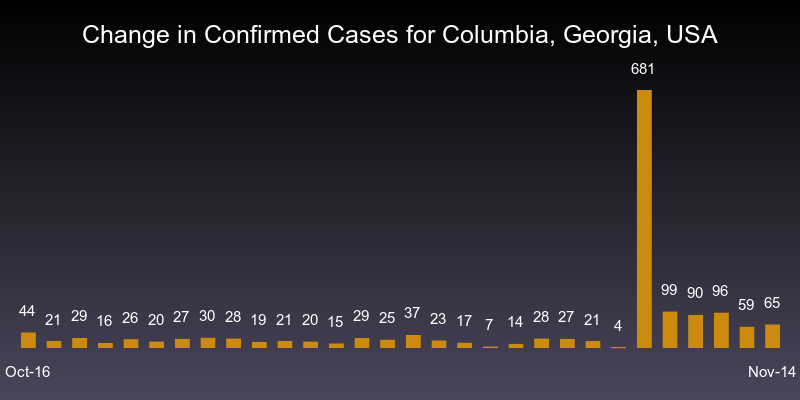 Change in Confirmed Cases for Columbia, Georgia, USA
681
44 21 29 16 26 20 27 30 28 19 21 20 15 29 25 37 23 17 7 14 28 27 21 4 99 90 96 59 65
Oct-16 Nov-14